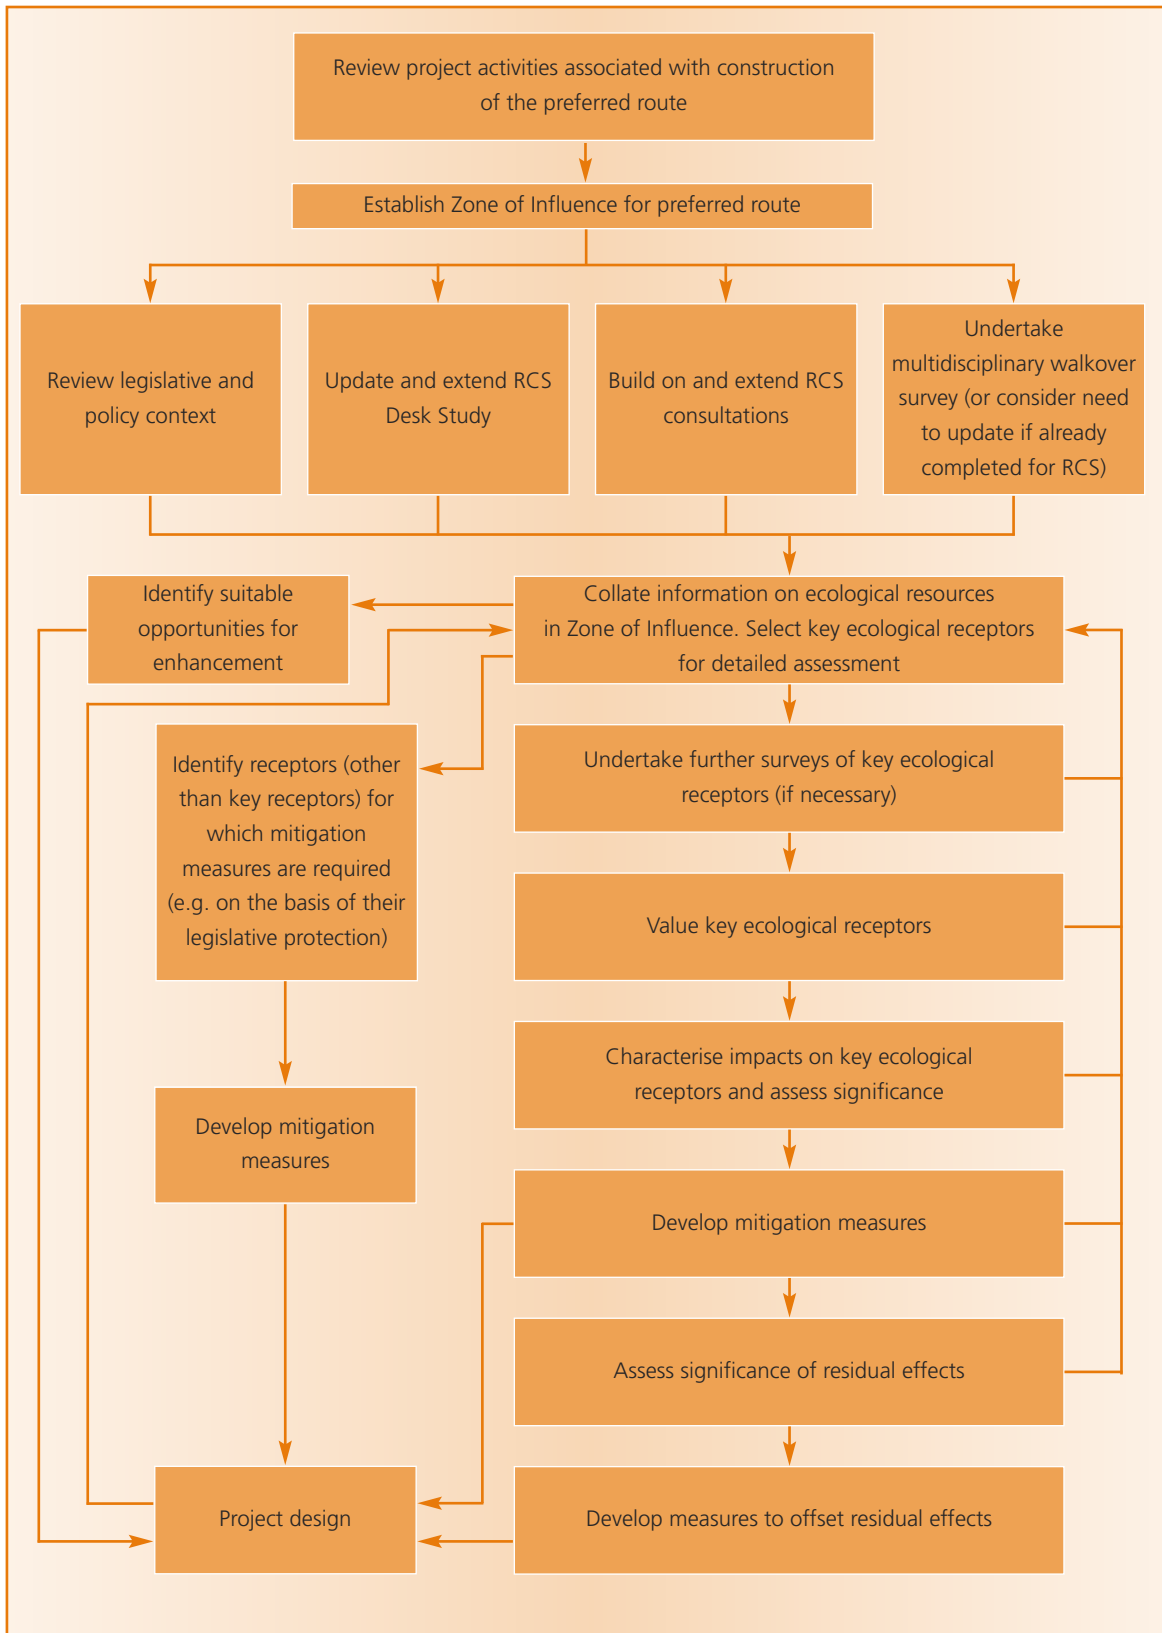 Review project activities associated with construction
of the preferred route
Establish Zone of Influence for preferred route
Review legislative and
policy context
Update and extend RCS
Desk Study
Build on and extend RCS
consultations
Undertake
multidisciplinary walkover
survey (or consider need
to update if already
completed for RCS)
Identify suitable
opportunities for
enhancement
Collate information on ecological resources
in Zone of Influence. Select key ecological receptors
for detailed assessment
Identify receptors (other
than key receptors) for
which mitigation
measures are required
(e.g. on the basis of their
legislative protection)
Undertake further surveys of key ecological
receptors (if necessary)
Value key ecological receptors
Characterise impacts on key ecological
receptors and assess significance
Develop mitigation
measures
Develop mitigation measures
Assess significance of residual effects
Project design
Develop measures to offset residual effects